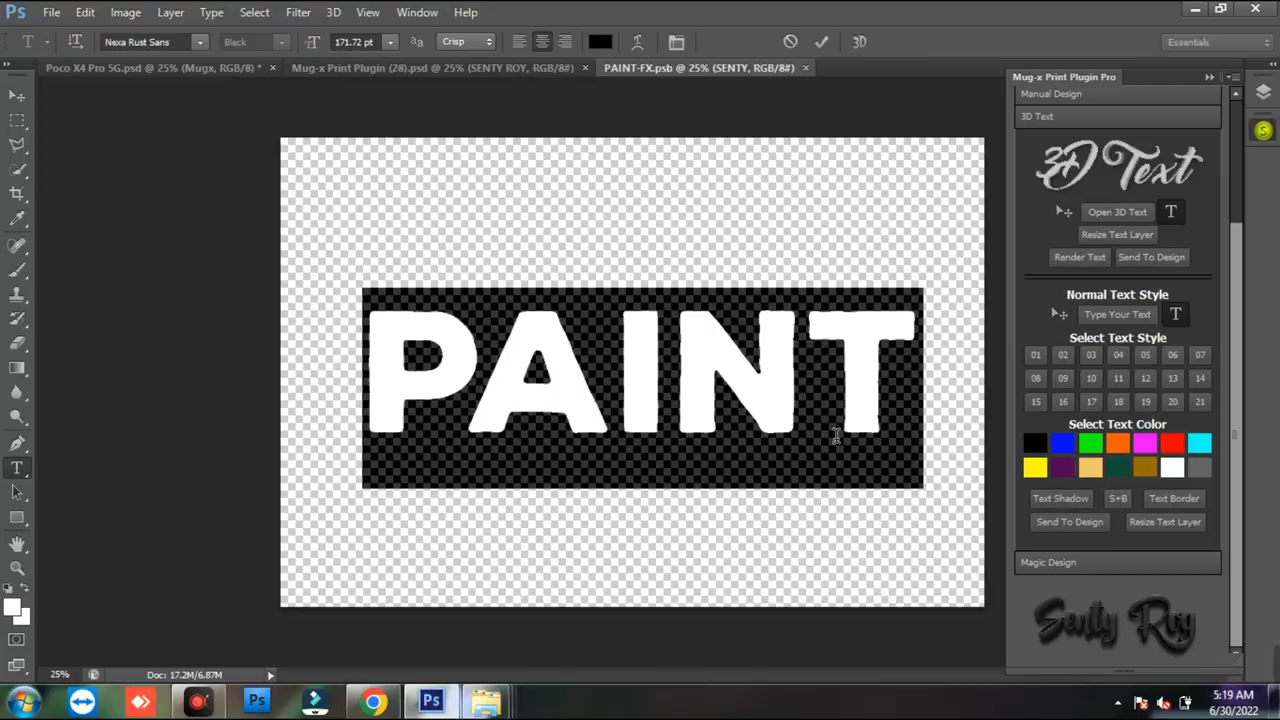 Ps File Edit Image Layer Type Select Filter 3D View Window Help
T Nexa Rust Sans Black 171.72 pt Crisp 3D Essentials
Poco X4 Pro 5G.psd @ 25% (Mugx, RGB/8) * Mug-x Print Plugin (28).psd @ 25% (SENTY ROY, RGB/8#) PAINT-FX.psb @ 25% (SENTY, RGB/8#)
Mug-x Print Plugin Pro
Manual Design
3D Text
3D Text
Open 3D Text T
Resize Text Layer
Render Text Send To Design
Normal Text Style
Type Your Text T
Select Text Style
01 02 03 04 05 06 07
08 09 10 11 12 13 14
15 16 17 18 19 20 21
Select Text Color
Text Shadow S+B Text Border
Send To Design Resize Text Layer
Magic Design
Senty Roy
PAINT
25% Doc: 17.2M/6.87M
Ps Ps
5:19 AM
6/30/2022